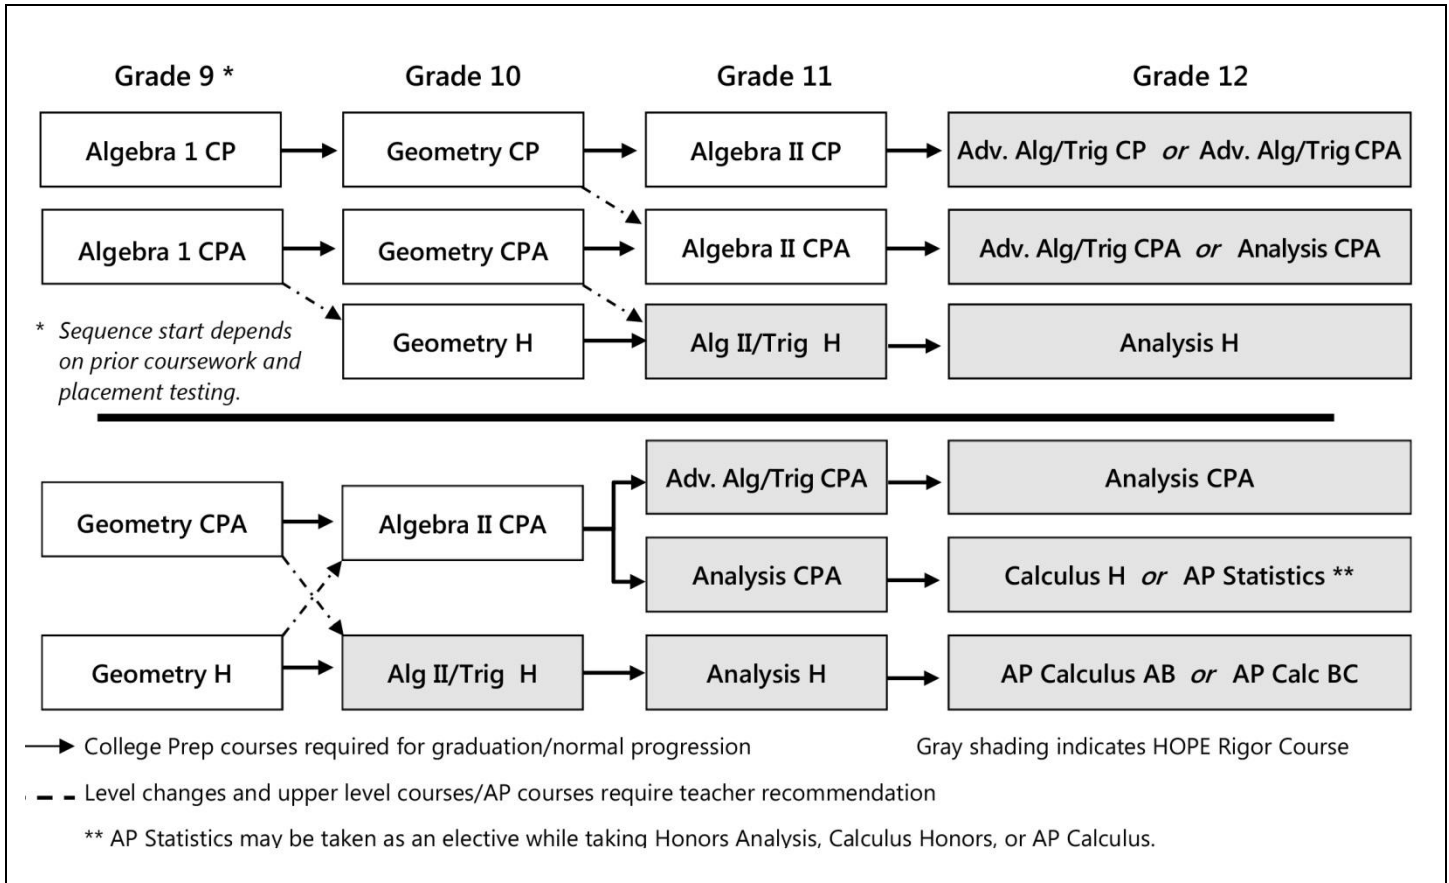 Grade 9 *
Grade 10
Grade 11
Grade 12
Algebra 1 CP
Geometry CP
Algebra II CP
Adv. Alg/Trig CP or Adv. Alg/Trig CPA
Algebra 1 CPA
Geometry CPA
Algebra II CPA
Adv. Alg/Trig CPA or Analysis CPA
Geometry H
Alg II/Trig H
Analysis H
* Sequence start depends
on prior coursework and
placement testing.
Geometry CPA
Algebra II CPA
Adv. Alg/Trig CPA
Analysis CPA
Analysis CPA
Calculus H or AP Statistics **
Geometry H
Alg II/Trig H
Analysis H
AP Calculus AB or AP Calc BC
College Prep courses required for graduation/normal progression
Gray shading indicates HOPE Rigor Course
Level changes and upper level courses/AP courses require teacher recommendation
** AP Statistics may be taken as an elective while taking Honors Analysis, Calculus Honors, or AP Calculus.